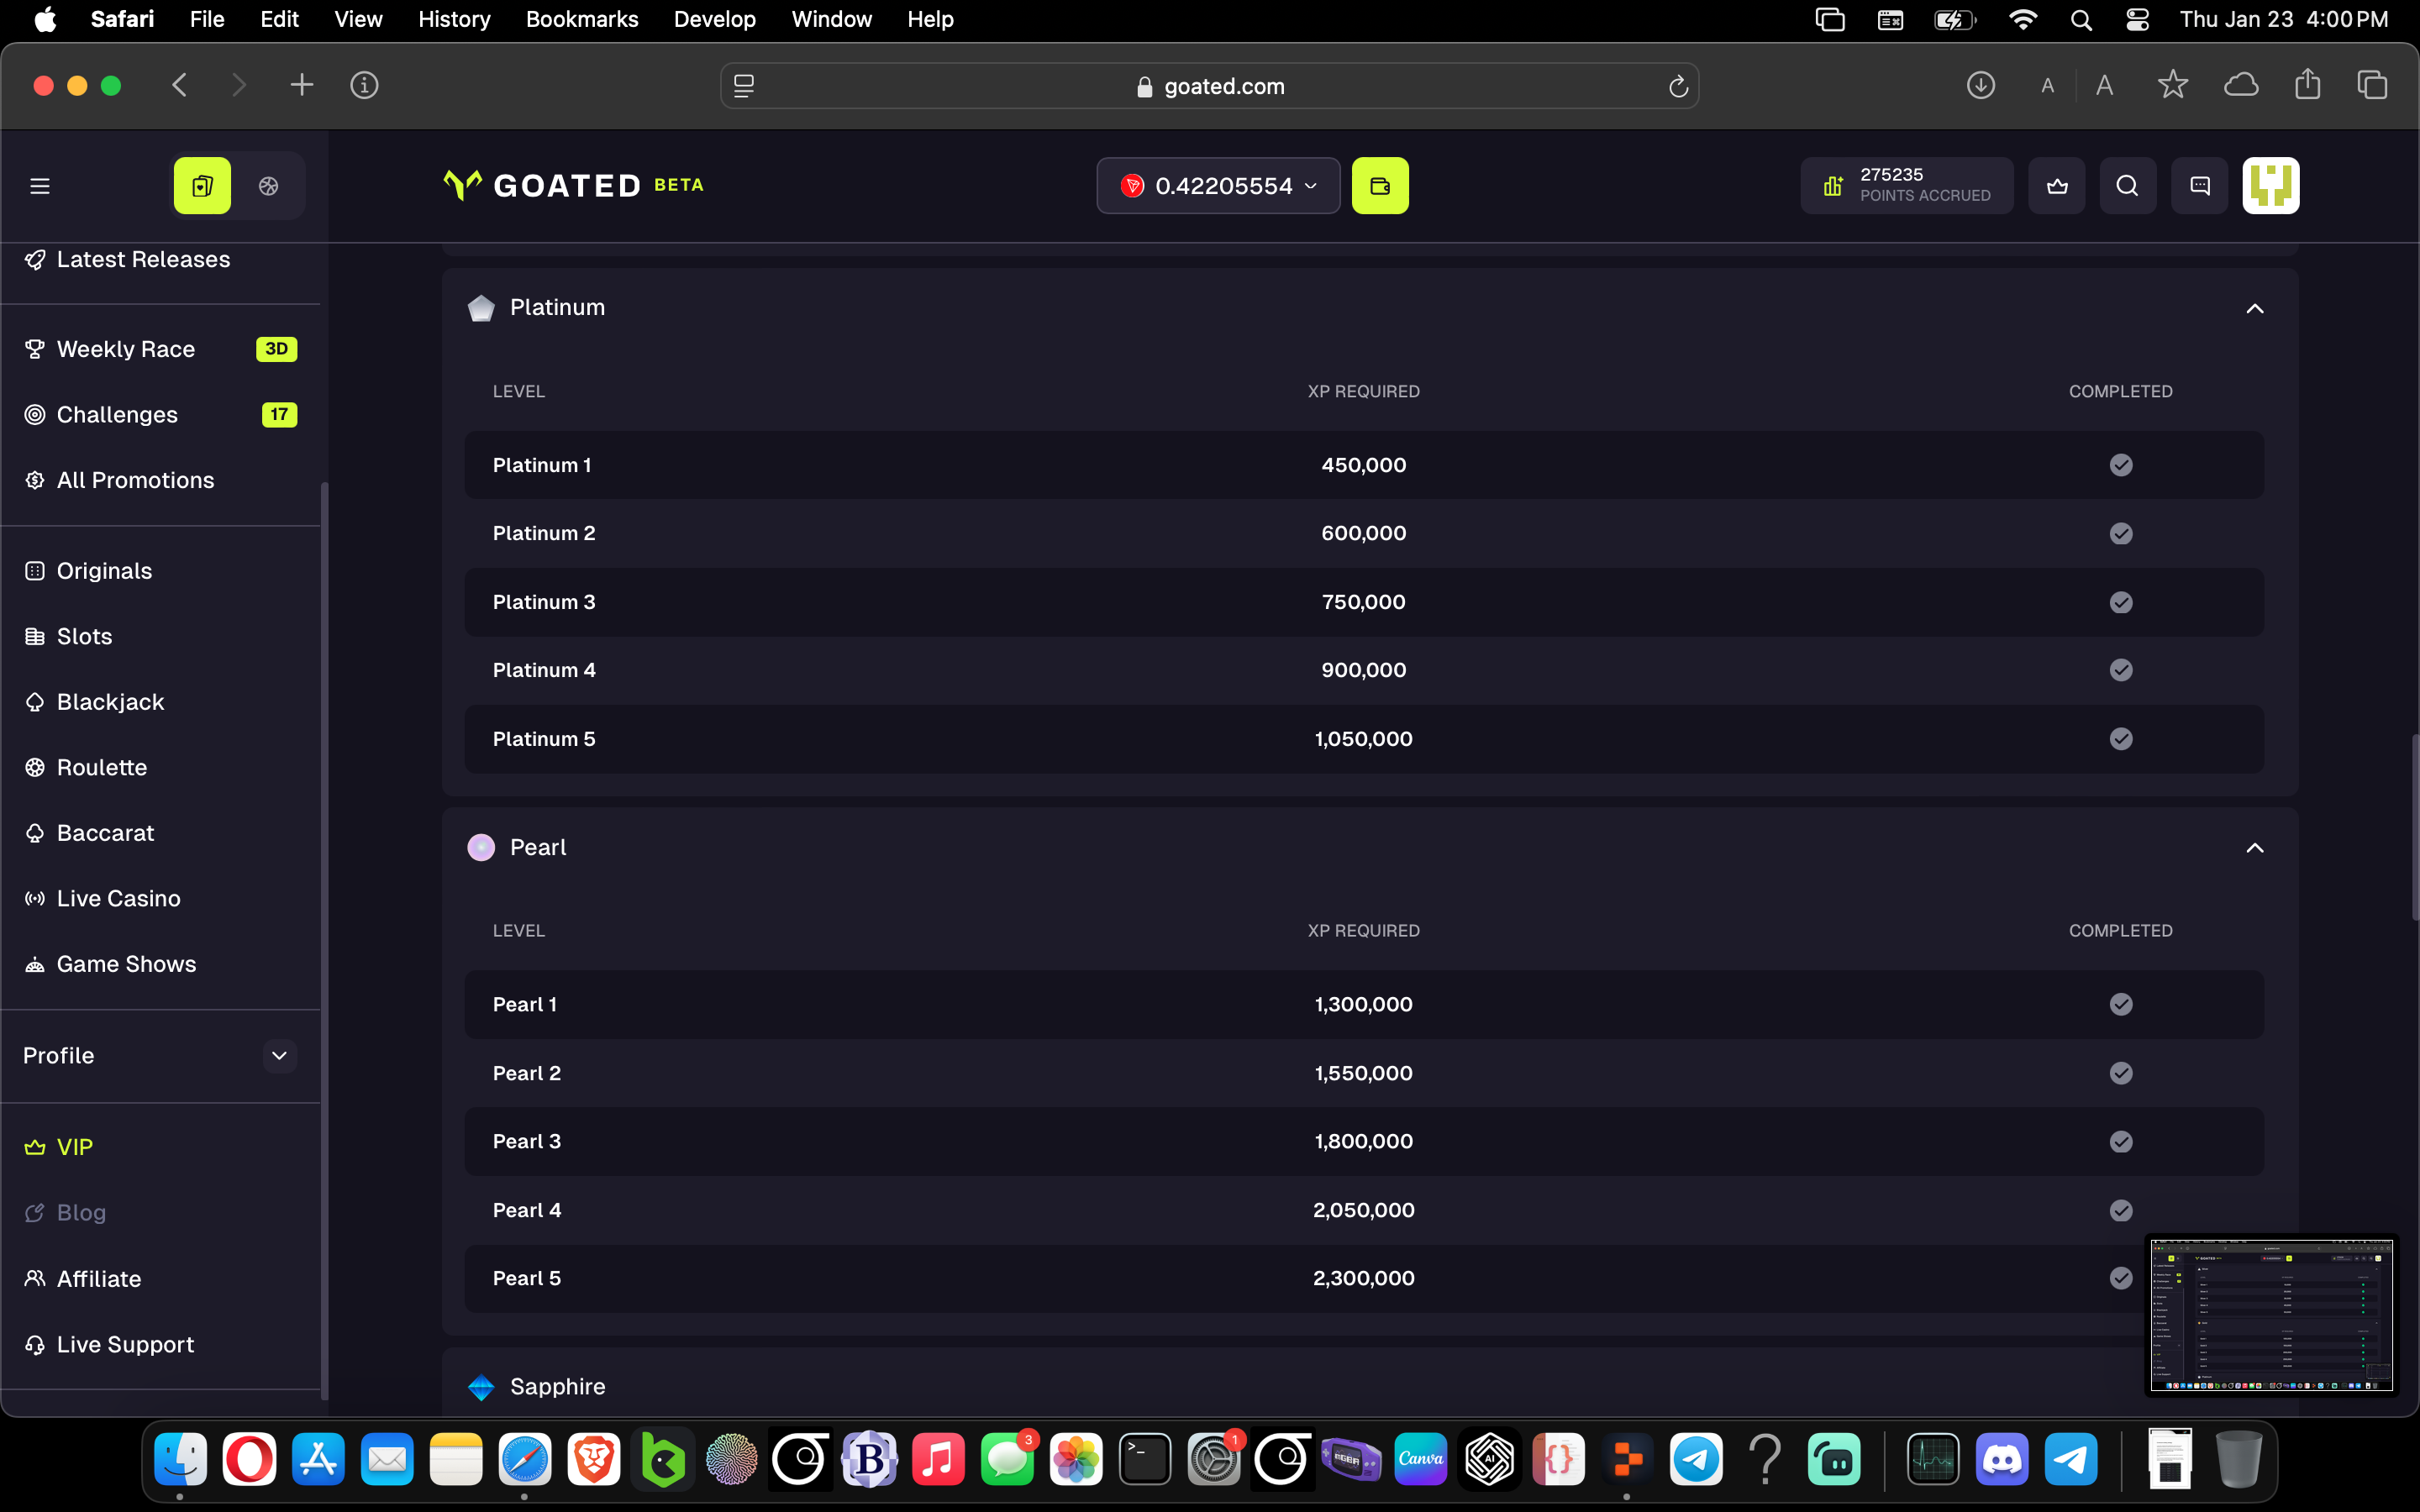 Safari File Edit View History Bookmarks Develop Window Help Thu Jan 23 4:00 PM
goated.com A A
GOATED BETA 0.42205554 275235
POINTS ACCRUED
Latest Releases
Weekly Race 3D
Challenges 17
All Promotions
Originals
Slots
Blackjack
Roulette
Baccarat
Live Casino
Game Shows
Profile
VIP
Blog
Affiliate
Live Support
Platinum
LEVEL XP REQUIRED COMPLETED
Platinum 1 450,000
Platinum 2 600,000
Platinum 3 750,000
Platinum 4 900,000
Platinum 5 1,050,000
Pearl
LEVEL XP REQUIRED COMPLETED
Pearl 1 1,300,000
Pearl 2 1,550,000
Pearl 3 1,800,000
Pearl 4 2,050,000
Pearl 5 2,300,000
Sapphire
B 3 >_ 1 mGBA Canva AI {} ?